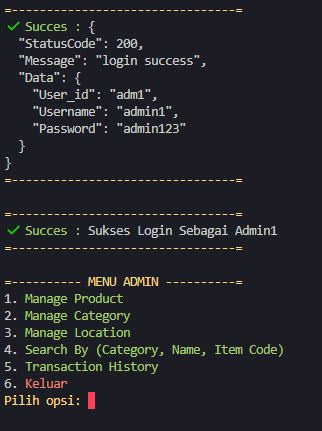 =---------------------------------=
✓ Succes : {
  "StatusCode": 200,
  "Message": "login success",
  "Data": {
    "User_id": "adm1",
    "Username": "admin1",
    "Password": "admin123"
  }
}
=---------------------------------=
=---------------------------------=
✓ Succes : Sukses Login Sebagai Admin1
=---------------------------------=
=---------- MENU ADMIN -----------=
1. Manage Product
2. Manage Category
3. Manage Location
4. Search By (Category, Name, Item Code)
5. Transaction History
6. Keluar
Pilih opsi: